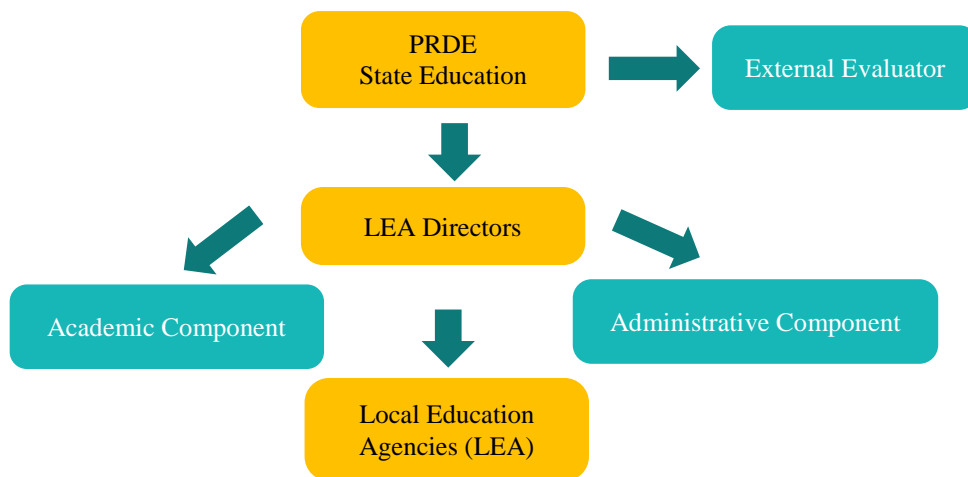 PRDE
State Education
External Evaluator
LEA Directors
Academic Component
Administrative Component
Local Education
Agencies (LEA)